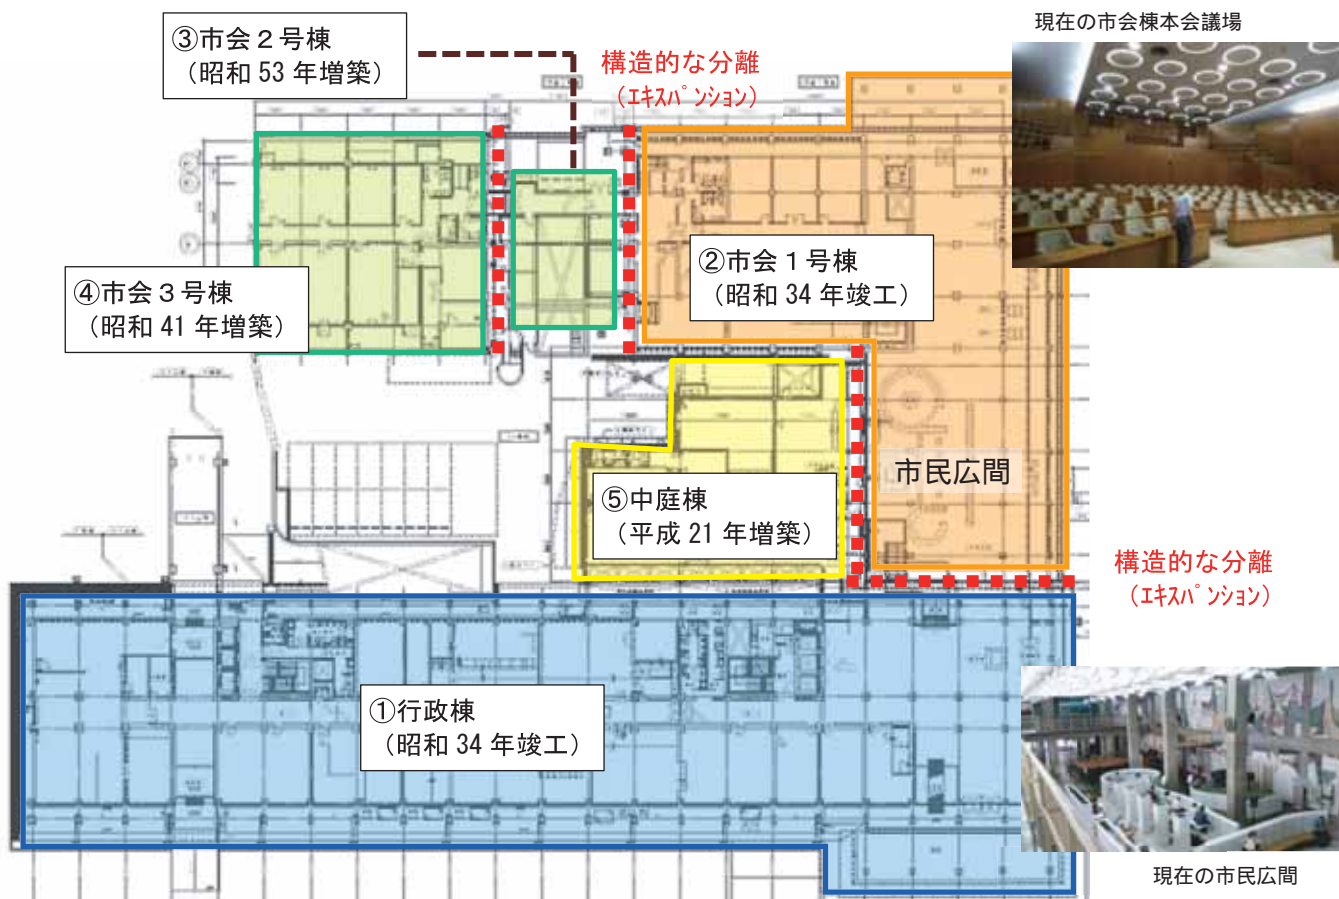 現在の市会棟本会議場
③市会２号棟
（昭和 53 年増築）
構造的な分離
（エキスパンション）
②市会１号棟
（昭和 34 年竣工）
④市会３号棟
（昭和 41 年増築）
市民広間
⑤中庭棟
（平成 21 年増築）
構造的な分離
（エキスパンション）
①行政棟
（昭和 34 年竣工）
現在の市民広間